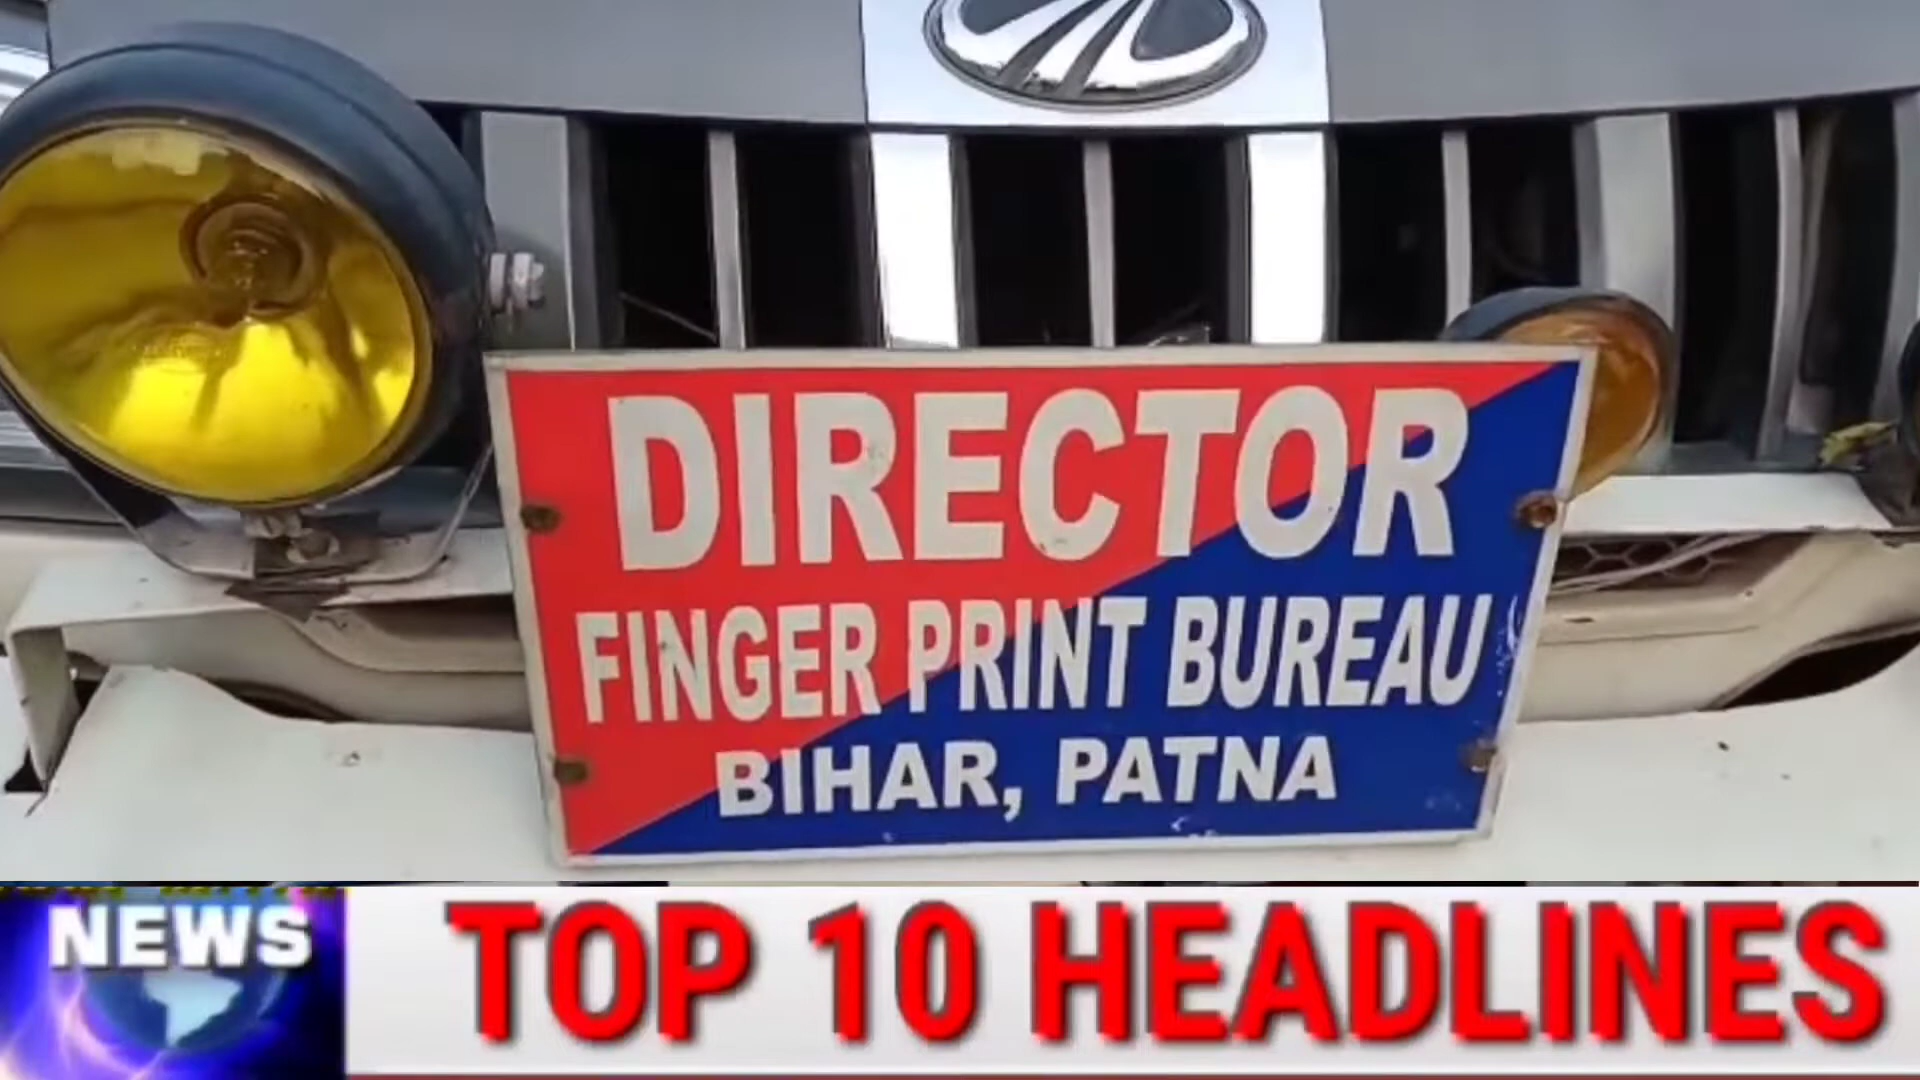 DIRECTOR
FINGER PRINT BUREAU
BIHAR, PATNA
NEWS
TOP 10 HEADLINES